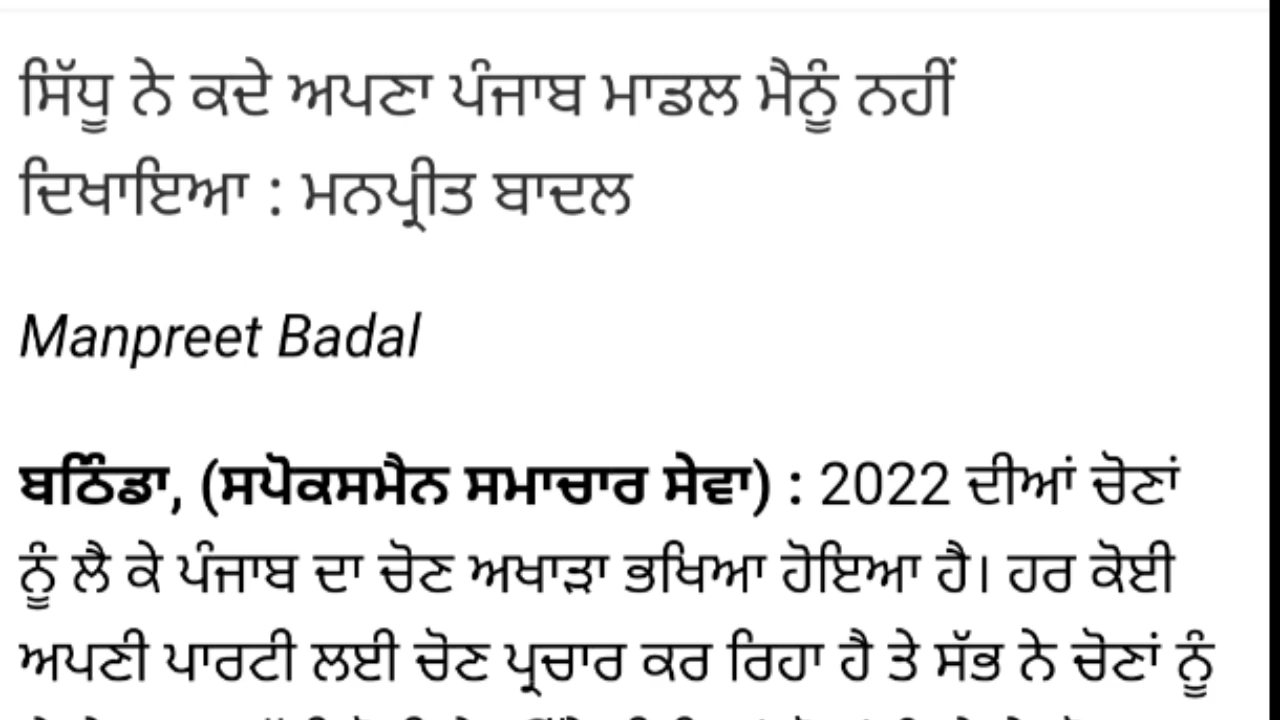 ਸਿੱਧੂ ਨੇ ਕਦੇ ਅਪਣਾ ਪੰਜਾਬ ਮਾਡਲ ਮੈਨੂੰ ਨਹੀਂ
ਦਿਖਾਇਆ : ਮਨਪ੍ਰੀਤ ਬਾਦਲ
Manpreet Badal
ਬਠਿੰਡਾ, (ਸਪੋਕਸਮੈਨ ਸਮਾਚਾਰ ਸੇਵਾ) : 2022 ਦੀਆਂ ਚੋਣਾਂ
ਨੂੰ ਲੈ ਕੇ ਪੰਜਾਬ ਦਾ ਚੋਣ ਅਖਾੜਾ ਭਖਿਆ ਹੋਇਆ ਹੈ। ਹਰ ਕੋਈ
ਅਪਣੀ ਪਾਰਟੀ ਲਈ ਚੋਣ ਪ੍ਰਚਾਰ ਕਰ ਰਿਹਾ ਹੈ ਤੇ ਸੱਭ ਨੇ ਚੋਣਾਂ ਨੂੰ